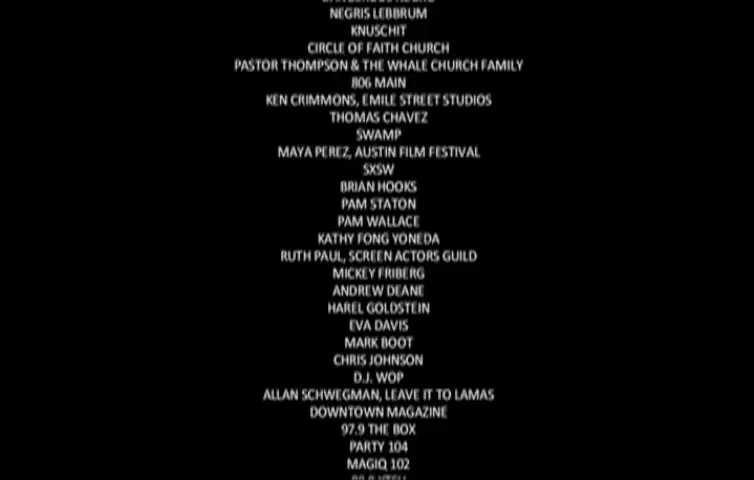 NEGRIS LEBBRUM
KNUSCHIT
CIRCLE OF FAITH CHURCH
PASTOR THOMPSON & THE WHALE CHURCH FAMILY
806 MAIN
KEN CRIMMONS, EMILE STREET STUDIOS
THOMAS CHAVEZ
SWAMP
MAYA PEREZ, AUSTIN FILM FESTIVAL
SXSW
BRIAN HOOKS
PAM STATON
PAM WALLACE
KATHY FONG YONEDA
RUTH PAUL, SCREEN ACTORS GUILD
MICKEY FRIBERG
ANDREW DEANE
HAREL GOLDSTEIN
EVA DAVIS
MARK BOOT
CHRIS JOHNSON
D.J. WOP
ALLAN SCHWEGMAN, LEAVE IT TO LAMAS
DOWNTOWN MAGAZINE
97.9 THE BOX
PARTY 104
MAGIQ 102